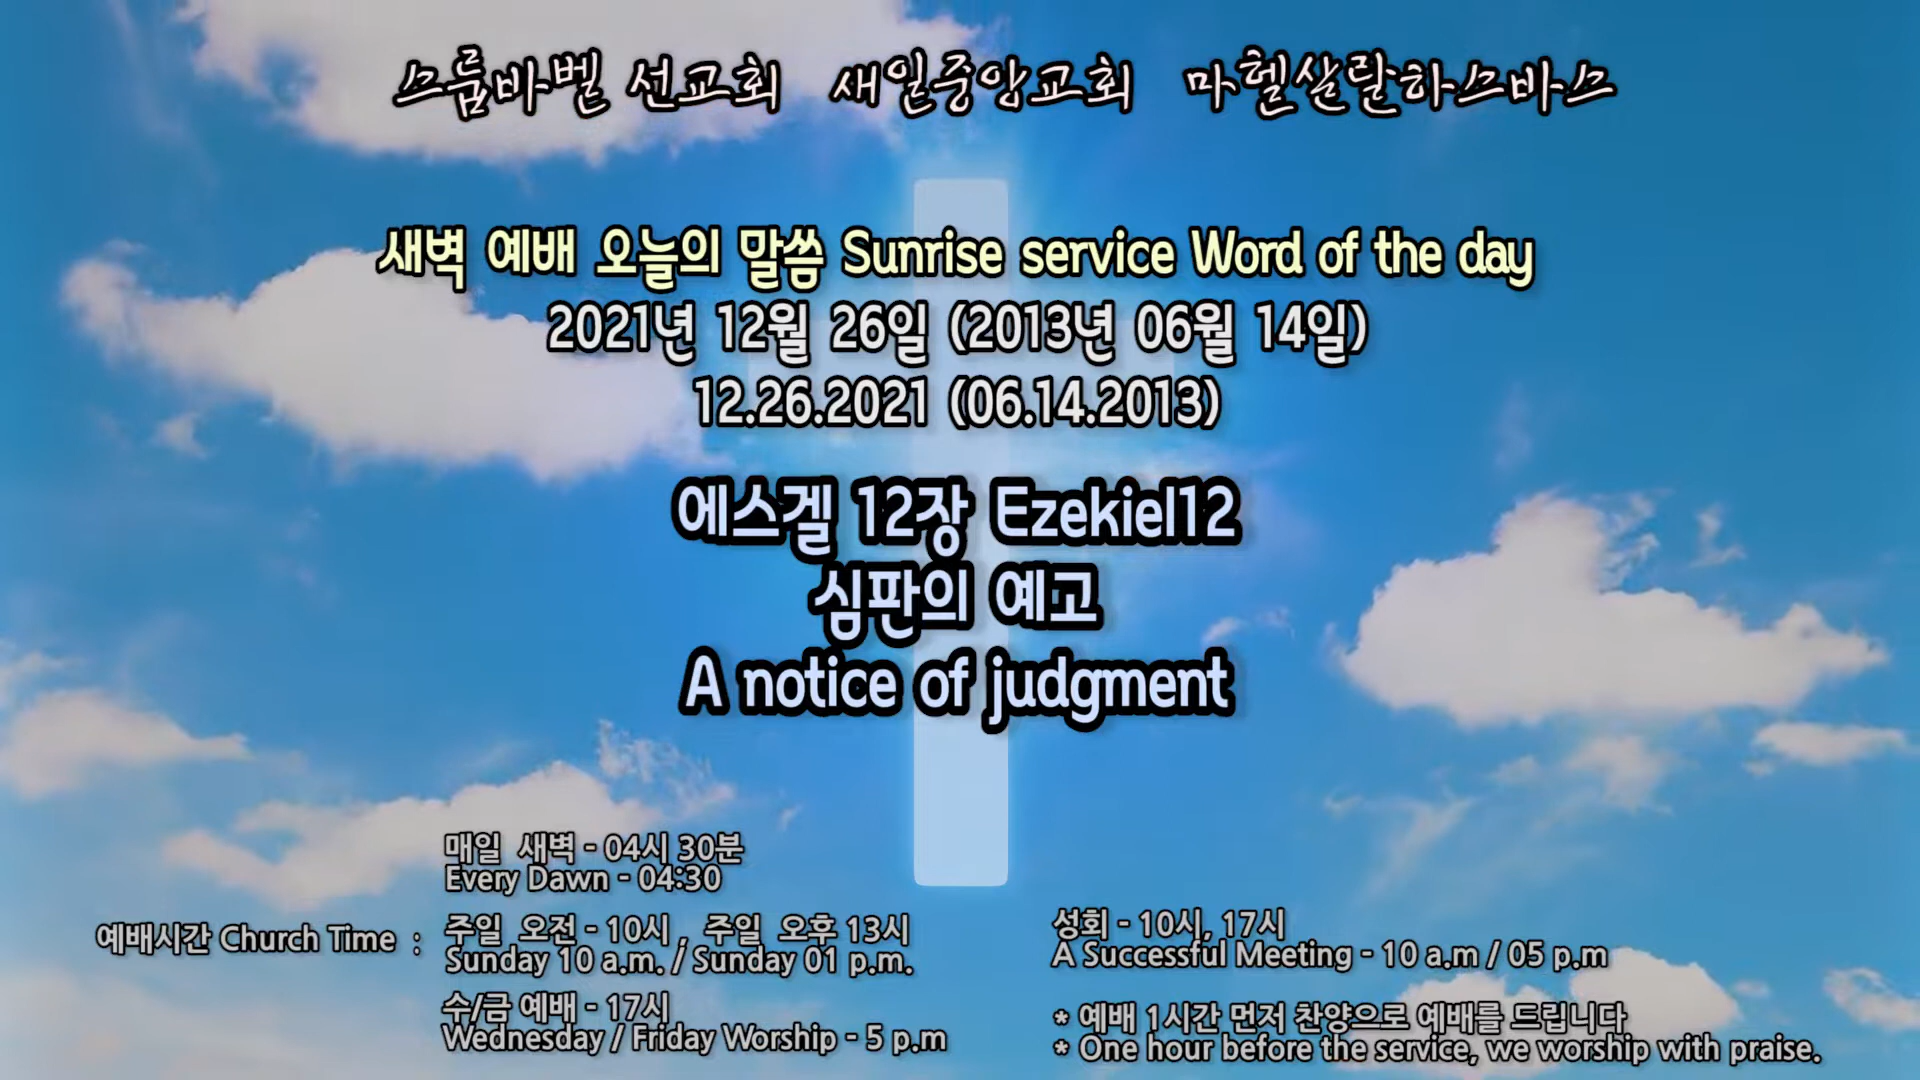 스룹바벨 선교회 새일중앙교회 마헬살랄하스바스
새벽 예배 오늘의 말씀 Sunrise service Word of the day
2021년 12월 26일 (2013년 06월 14일)
12.26.2021 (06.14.2013)
에스겔 12장 Ezekiel12
심판의 예고
A notice of judgment
매일 새벽 - 04시 30분
Every Dawn - 04:30
예배시간 Church Time :
주일 오전 - 10시 , 주일 오후 13시
Sunday 10 a.m. / Sunday 01 p.m.
수/금 예배 - 17시
Wednesday / Friday Worship - 5 p.m
성회 - 10시, 17시
A Successful Meeting - 10 a.m / 05 p.m
* 예배 1시간 먼저 찬양으로 예배를 드립니다
* One hour before the service, we worship with praise.